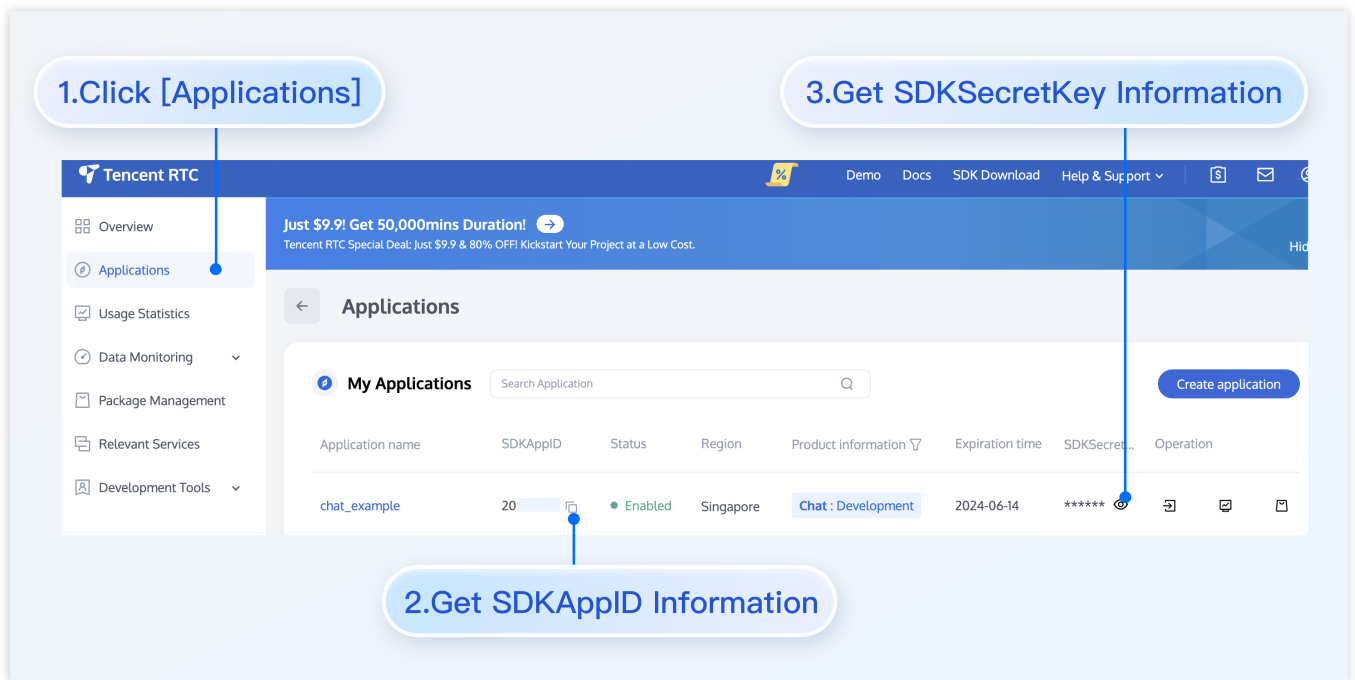 1.Click [Applications]
3.Get SDKSecretKey Information
Tencent RTC
%
Demo Docs SDK Download Help & Support
$
Overview
Applications
Usage Statistics
Data Monitoring
Package Management
Relevant Services
Development Tools
Just $9.9! Get 50,000mins Duration!
Tencent RTC Special Deal: Just $9.9 & 80% OFF! Kickstart Your Project at a Low Cost.
Hid
Applications
My Applications
Search Application
Create application
Application name SDKAppID Status Region Product information Expiration time SDKSecret... Operation
chat_example 20 Enabled Singapore Chat : Development 2024-06-14 ******
2.Get SDKAppID Information